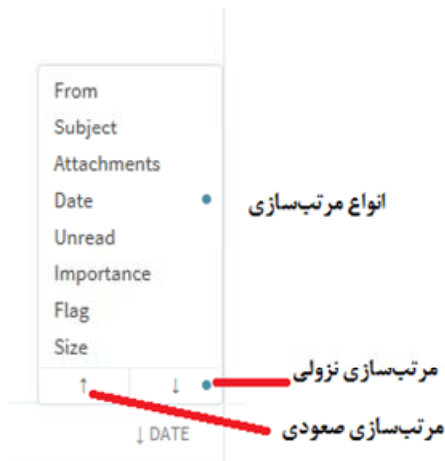 From
Subject
Attachments
Date
انواع مرتب‌سازی
Unread
Importance
Flag
Size
مرتب‌سازی نزولی
↑ ↓
مرتب‌سازی صعودی
↓ DATE